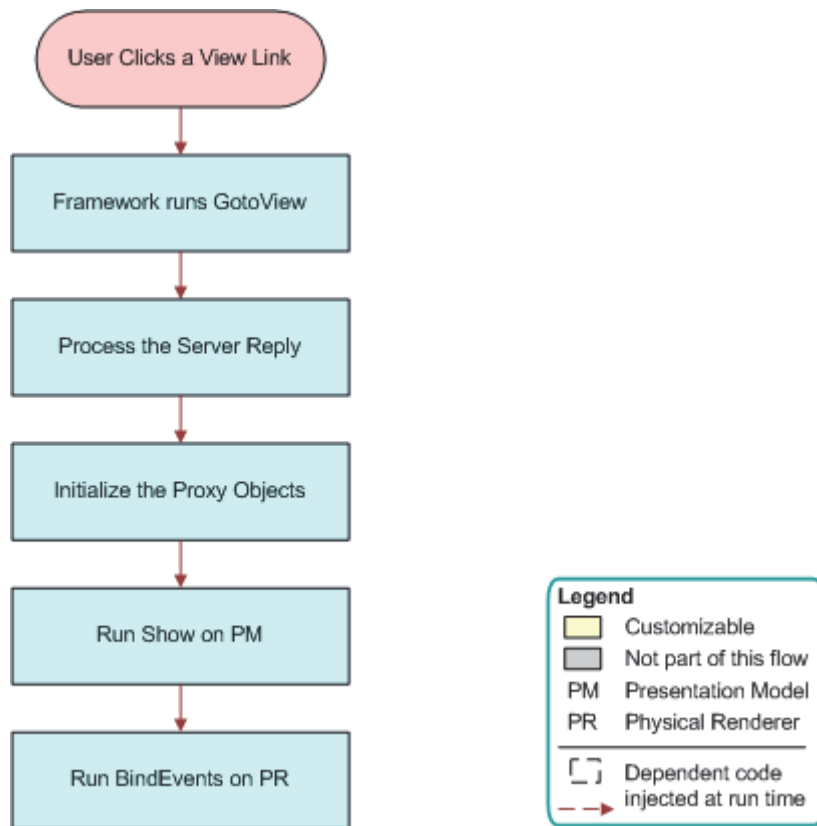 User Clicks a View Link
Framework runs GotoView
Process the Server Reply
Initialize the Proxy Objects
Run Show on PM
Run BindEvents on PR
Legend
Customizable
Not part of this flow
PM Presentation Model
PR Physical Renderer
Dependent code
injected at run time